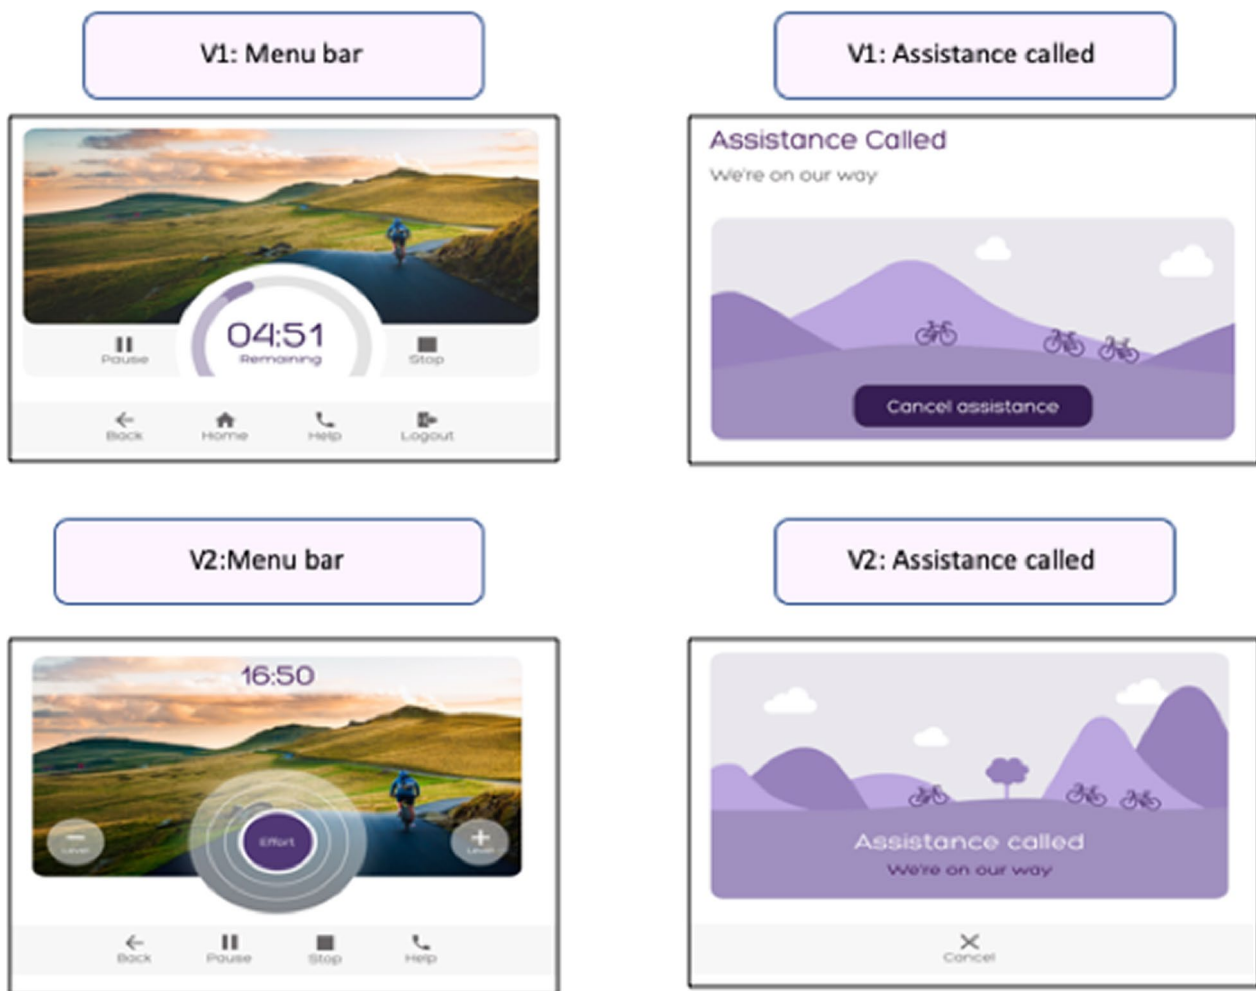 V1: Menu bar
V1: Assistance called
04:51
Remaining
Pause
Stop
Back
Home
Help
Logout
Assistance Called
We're on our way
Cancel assistance
V2:Menu bar
V2: Assistance called
16:50
Effort
Level
Level
Back
Pause
Stop
Help
Assistance called
We're on our way
Cancel